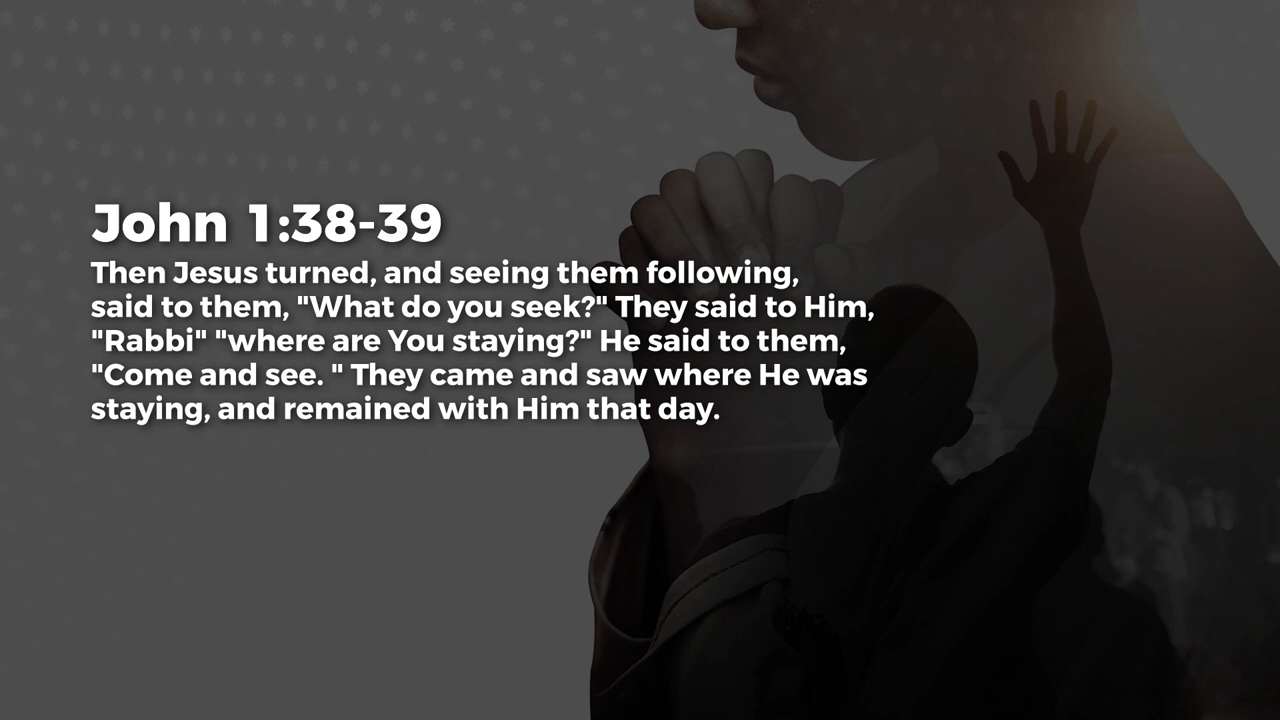 John 1:38-39
Then Jesus turned, and seeing them following,
said to them, "What do you seek?" They said to Him,
"Rabbi" "where are You staying?" He said to them,
"Come and see. " They came and saw where He was
staying, and remained with Him that day.